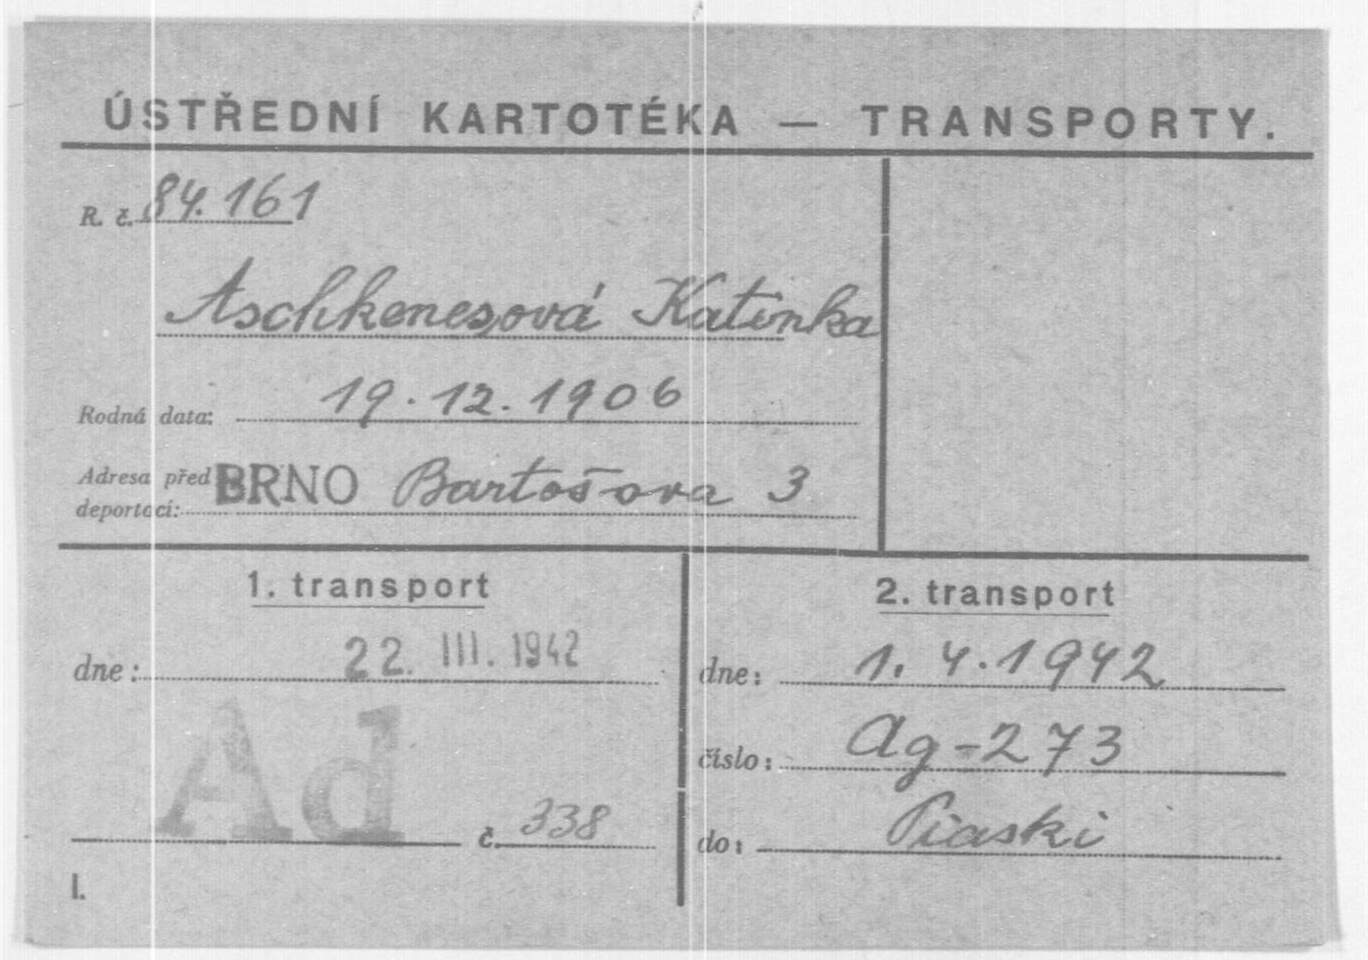 ÚSTŘEDNÍ KARTOTÉKA — TRANSPORTY.
R. č. 84.161
Aschkenesová Katinka
Rodná data: 19.12.1906
Adresa před BRNO Bartošova 3
deportací:
1. transport
dne: 22. III. 1942
Ad č. 338
I.
2. transport
dne: 1. 4. 1942
číslo: Ag-273
do: Piaski